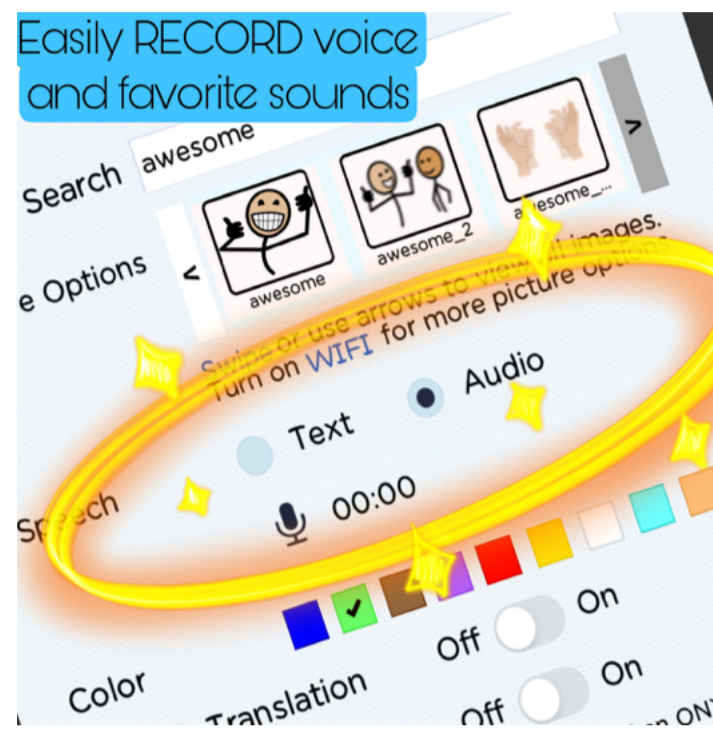 Easily RECORD voice
and favorite sounds
Search awesome
e Options
<
awesome
awesome_2
awesome_...
>
Swipe or use arrows to view all images.
Turn on WIFI for more picture options.
Speech
Text
Audio
00:00
Color
Translation
Off
On
Off
On
on ON